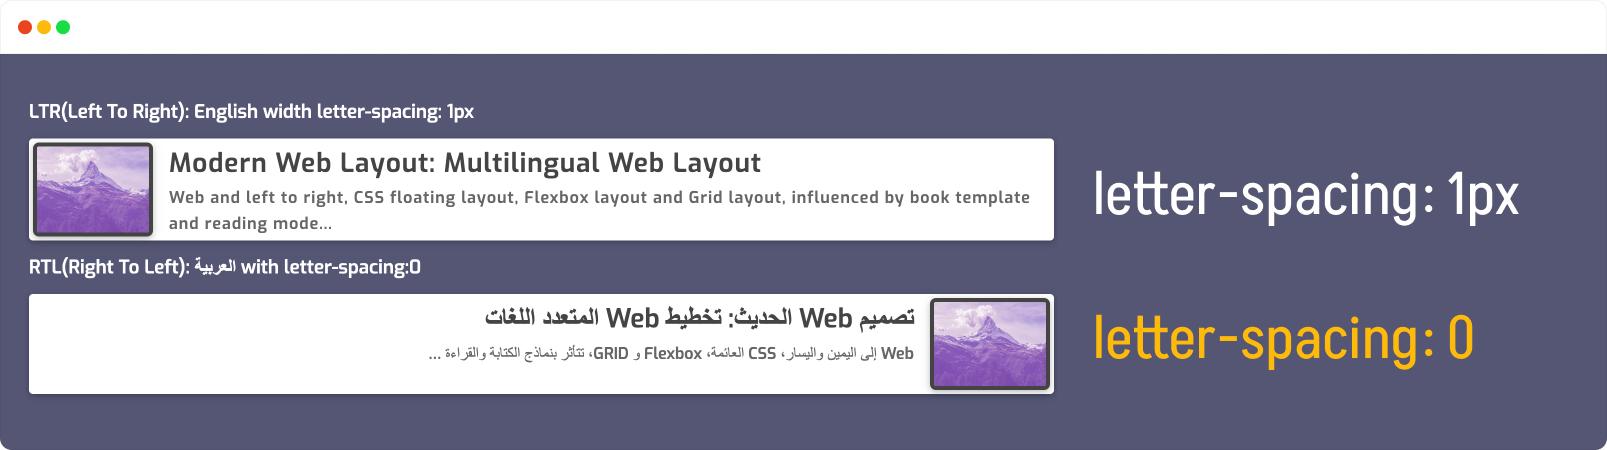 LTR(Left To Right): English width letter-spacing: 1px
Modern Web Layout: Multilingual Web Layout
Web and left to right, CSS floating layout, Flexbox layout and Grid layout, influenced by book template
and reading mode...
letter-spacing: 1px
RTL(Right To Left): العربية with letter-spacing:0
تصميم Web الحديث: تخطيط Web المتعدد اللغات
Web إلى اليمين واليسار، CSS العائمة، Flexbox و GRID، تتأثر بنماذج الكتابة والقراءة ...
letter-spacing: 0